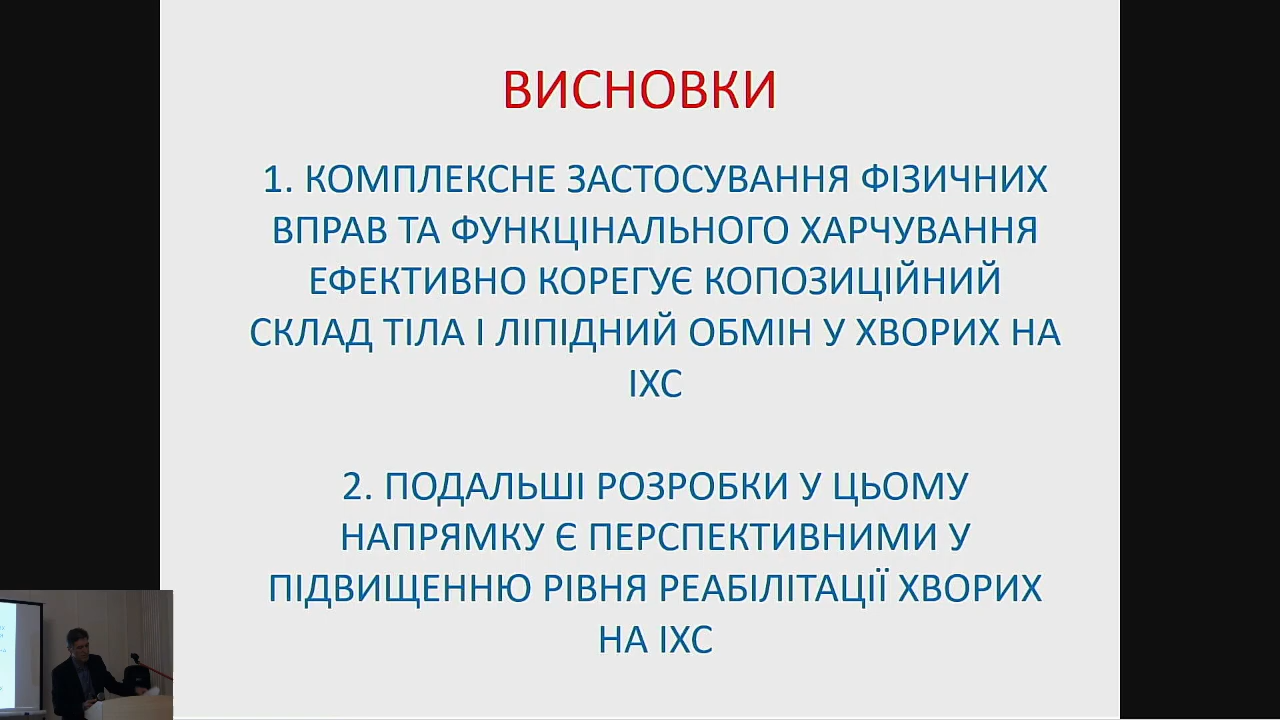 ВИСНОВКИ
1. КОМПЛЕКСНЕ ЗАСТОСУВАННЯ ФІЗИЧНИХ
ВПРАВ ТА ФУНКЦІНАЛЬНОГО ХАРЧУВАННЯ
ЕФЕКТИВНО КОРЕГУЄ КОПОЗИЦІЙНИЙ
СКЛАД ТІЛА І ЛІПІДНИЙ ОБМІН У ХВОРИХ НА
ІХС
2. ПОДАЛЬШІ РОЗРОБКИ У ЦЬОМУ
НАПРЯМКУ Є ПЕРСПЕКТИВНИМИ У
ПІДВИЩЕННЮ РІВНЯ РЕАБІЛІТАЦІЇ ХВОРИХ
НА ІХС